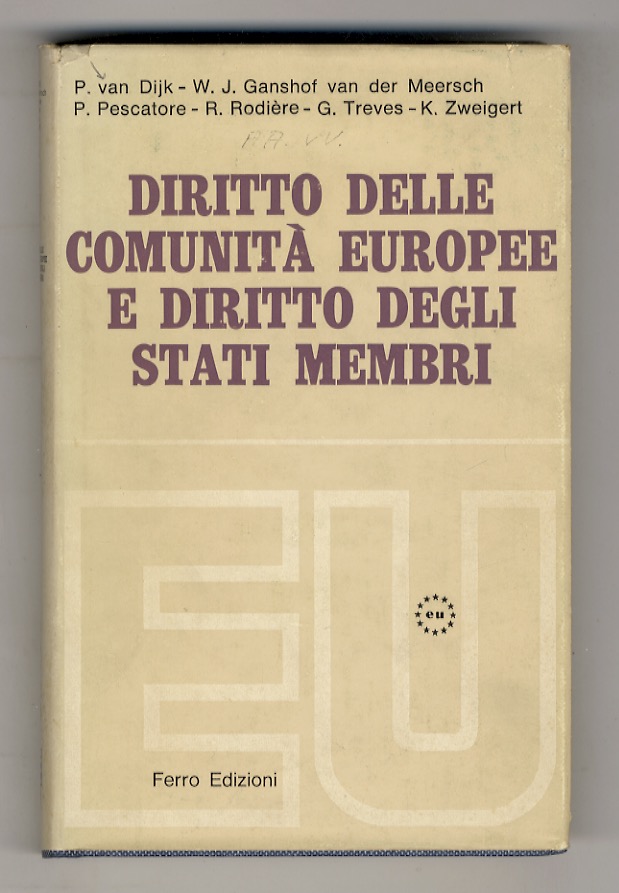 P. van Dijk - W. J. Ganshof van der Meersch
P. Pescatore - R. Rodière - G. Treves - K. Zweigert
AA. VV.
DIRITTO DELLE
COMUNITÀ EUROPEE
E DIRITTO DEGLI
STATI MEMBRI
EU
eu
Ferro Edizioni